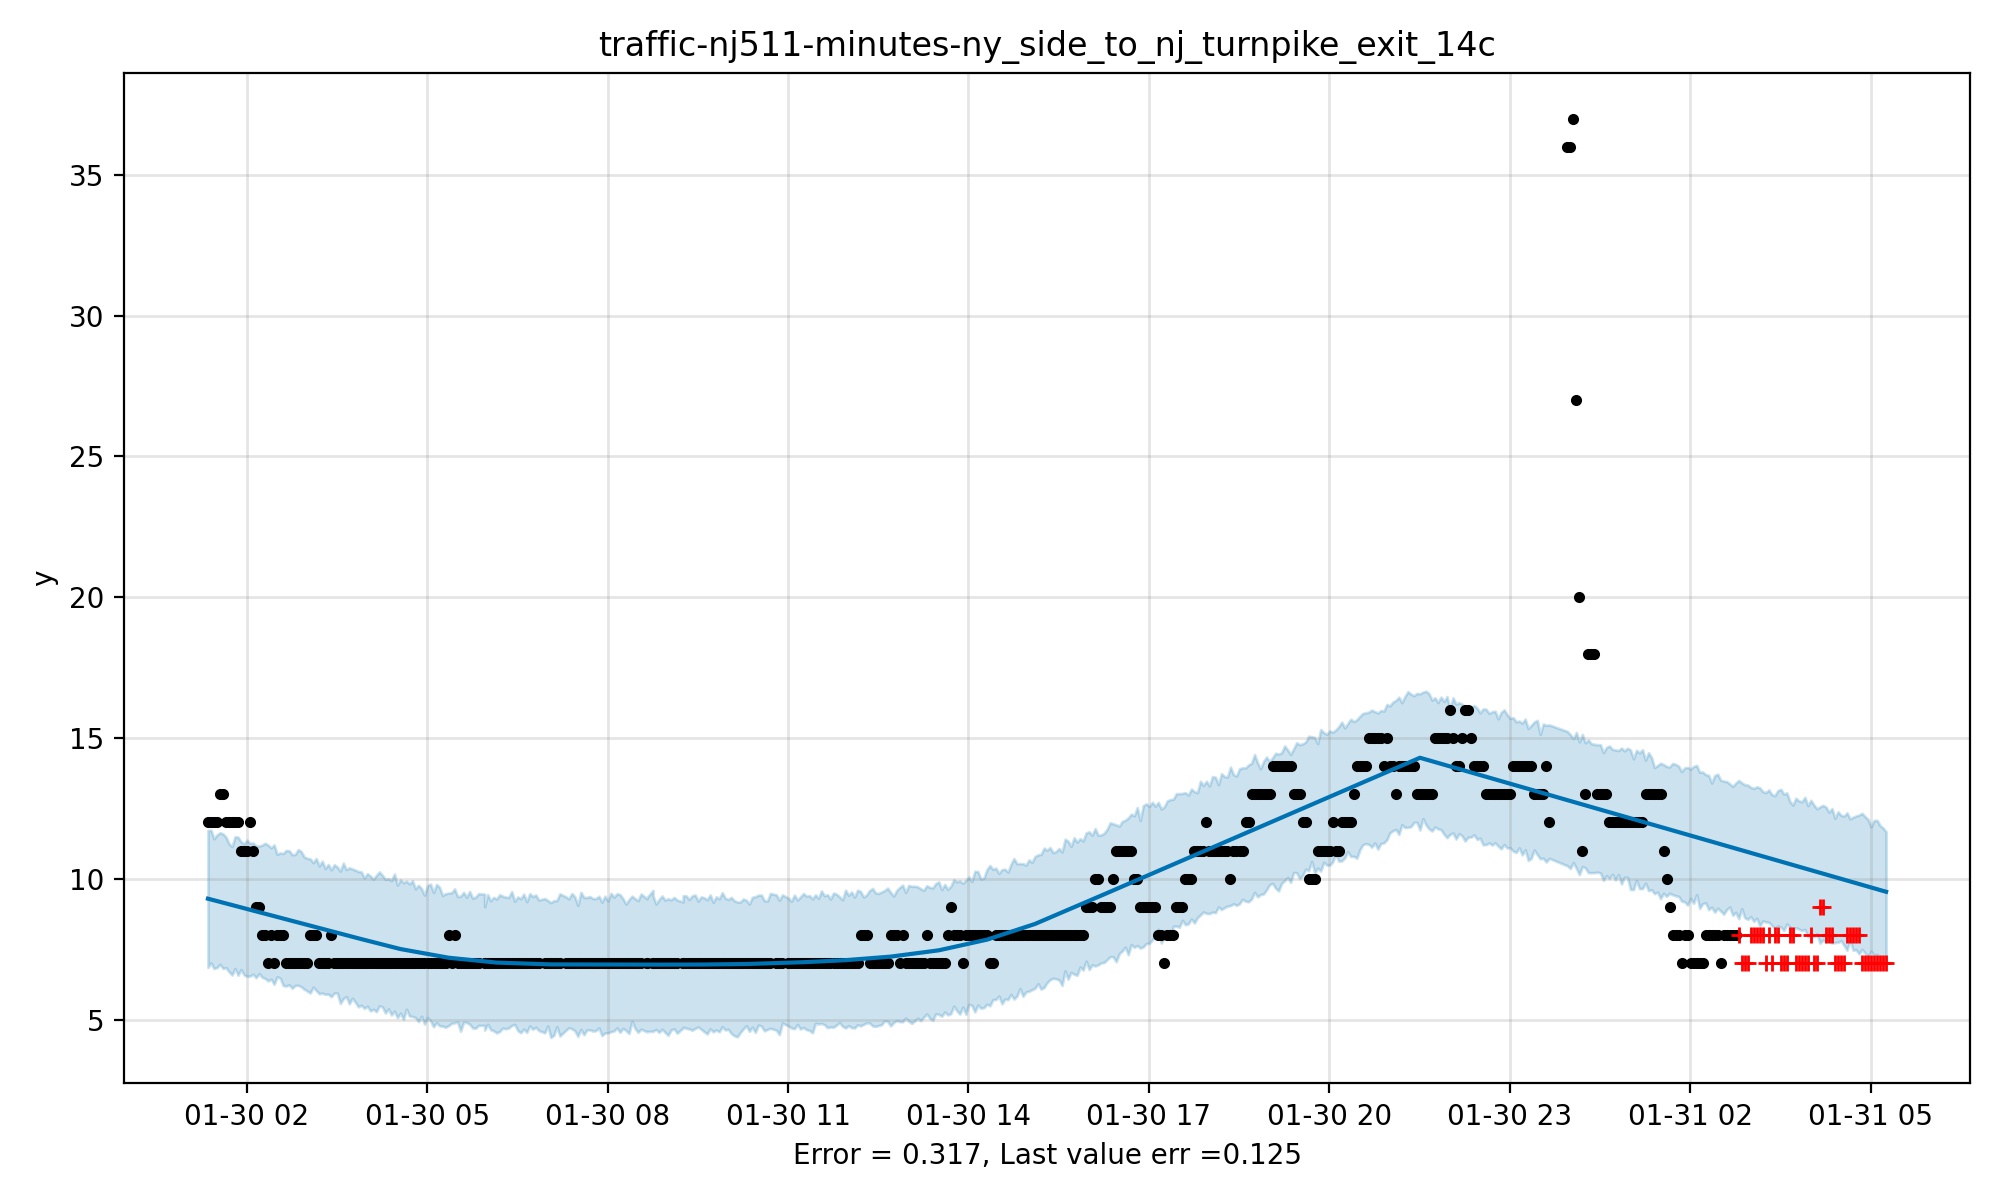 traffic-nj511-minutes-ny_side_to_nj_turnpike_exit_14c
35
30
25
20
15
10
5
y
01-30 02 01-30 05 01-30 08 01-30 11 01-30 14 01-30 17 01-30 20 01-30 23 01-31 02 01-31 05
Error = 0.317, Last value err =0.125